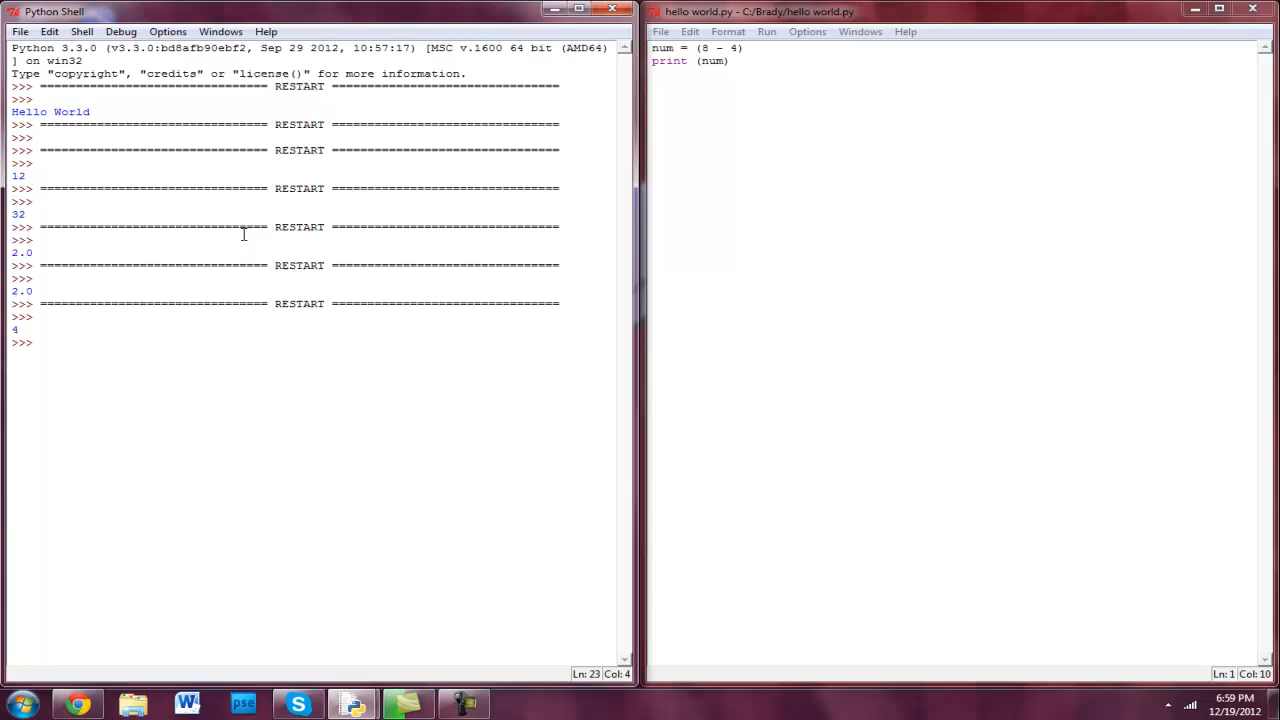 Python Shell
File Edit Shell Debug Options Windows Help
Python 3.3.0 (v3.3.0:bd8afb90ebf2, Sep 29 2012, 10:57:17) [MSC v.1600 64 bit (AMD64)
] on win32
Type "copyright", "credits" or "license()" for more information.
>>> ================================ RESTART ================================
>>>
Hello World
>>> ================================ RESTART ================================
>>>
>>> ================================ RESTART ================================
>>>
12
>>> ================================ RESTART ================================
>>>
32
>>> ================================ RESTART ================================
>>>
2.0
>>> ================================ RESTART ================================
>>>
2.0
>>> ================================ RESTART ================================
>>>
4
>>>
Ln: 23 Col: 4
hello world.py - C:/Brady/hello world.py
File Edit Format Run Options Windows Help
num = (8 - 4)
print (num)
Ln: 1 Col: 10
W
pse
S
6:59 PM
12/19/2012